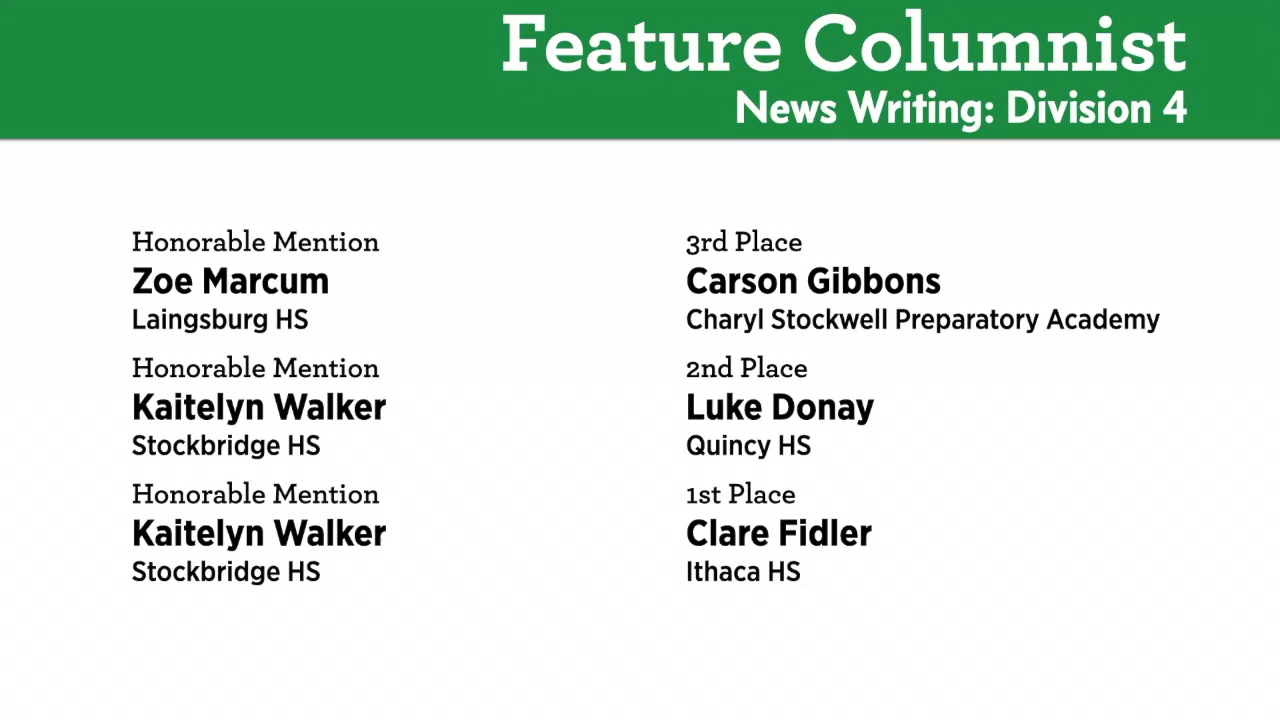 Feature Columnist
News Writing: Division 4
Honorable Mention
Zoe Marcum
Laingsburg HS
Honorable Mention
Kaitelyn Walker
Stockbridge HS
Honorable Mention
Kaitelyn Walker
Stockbridge HS
3rd Place
Carson Gibbons
Charyl Stockwell Preparatory Academy
2nd Place
Luke Donay
Quincy HS
1st Place
Clare Fidler
Ithaca HS